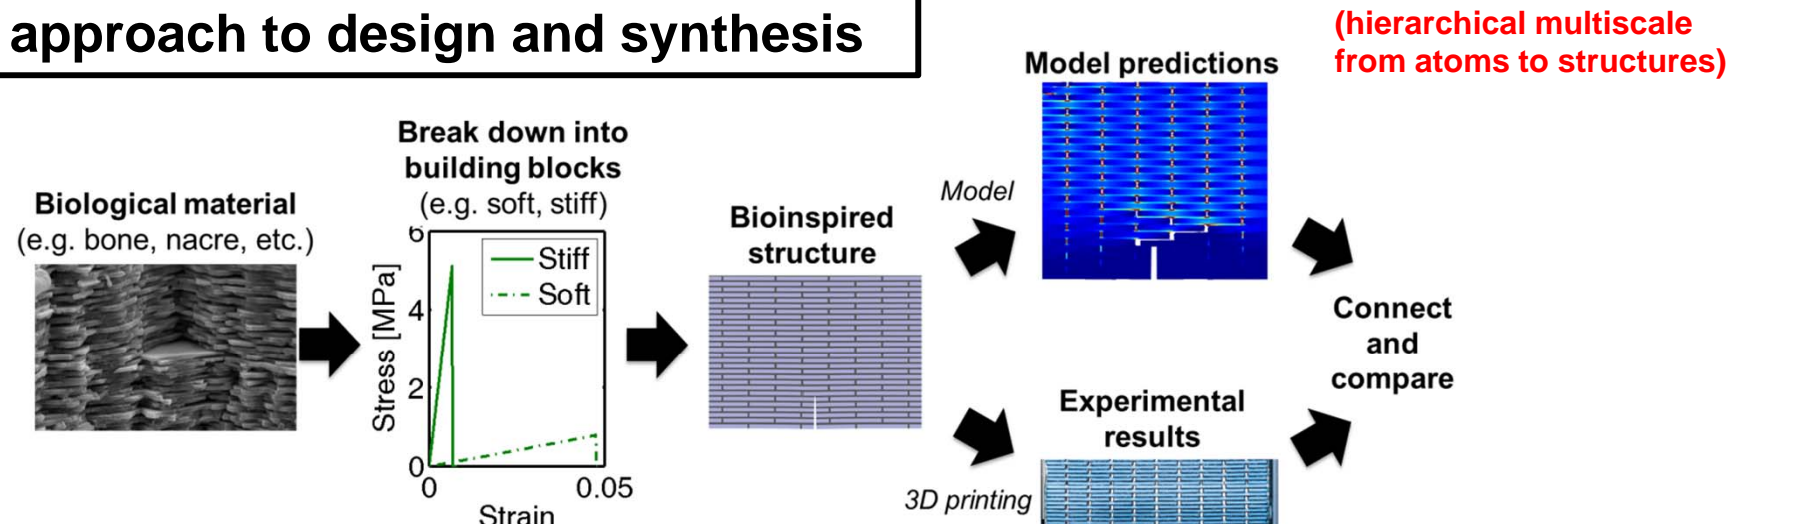 approach to design and synthesis
(hierarchical multiscale
from atoms to structures)
Biological material
(e.g. bone, nacre, etc.)
Break down into
building blocks
(e.g. soft, stiff)
6
4
2
0
Stress [MPa]
Stiff
Soft
0
0.05
Strain
Bioinspired
structure
Model
Model predictions
3D printing
Experimental
results
Connect
and
compare